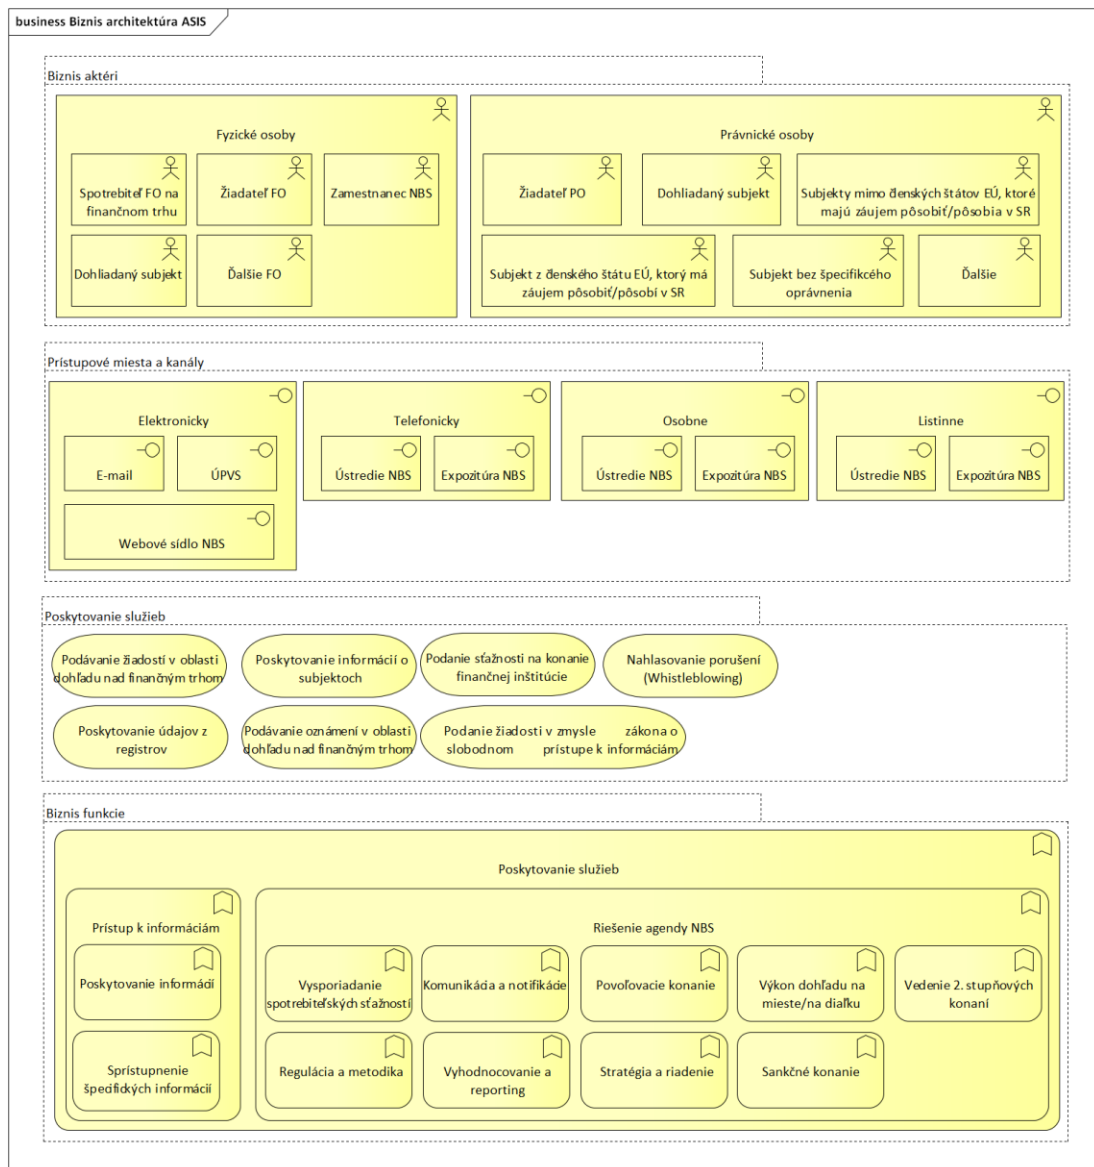 business Biznis architektúra ASIS
Biznis aktéri
Fyzické osoby
Spotrebiteľ FO na
finančnom trhu
Žiadateľ FO
Zamestnanec NBS
Dohliadaný subjekt
Ďalšie FO
Právnické osoby
Žiadateľ PO
Dohliadaný subjekt
Subjekty mimo členských štátov EÚ, ktoré
majú záujem pôsobiť/pôsobia v SR
Subjekt z členského štátu EÚ, ktorý má
záujem pôsobiť/pôsobí v SR
Subjekt bez špecifikcého
oprávnenia
Ďalšie
Prístupové miesta a kanály
Elektronicky
E-mail
ÚPVS
Webové sídlo NBS
Telefonicky
Ústredie NBS
Expozitúra NBS
Osobne
Ústredie NBS
Expozitúra NBS
Listinne
Ústredie NBS
Expozitúra NBS
Poskytovanie služieb
Podávanie žiadostí v oblasti
dohľadu nad finančným trhom
Poskytovanie informácií o
subjektoch
Podanie sťažnosti na konanie
finančnej inštitúcie
Nahlasovanie porušení
(Whistleblowing)
Poskytovanie údajov z
registrov
Podávanie oznámení v oblasti
dohľadu nad finančným trhom
Podanie žiadosti v zmysle zákona o
slobodnom prístupe k informáciám
Biznis funkcie
Poskytovanie služieb
Prístup k informáciám
Poskytovanie informácií
Sprístupnenie
špecifických informácií
Riešenie agendy NBS
Vysporiadanie
spotrebiteľských sťažností
Komunikácia a notifikácie
Povoľovacie konanie
Výkon dohľadu na
mieste/na diaľku
Vedenie 2. stupňových
konaní
Regulácia a metodika
Vyhodnocovanie a
reporting
Stratégia a riadenie
Sankčné konanie